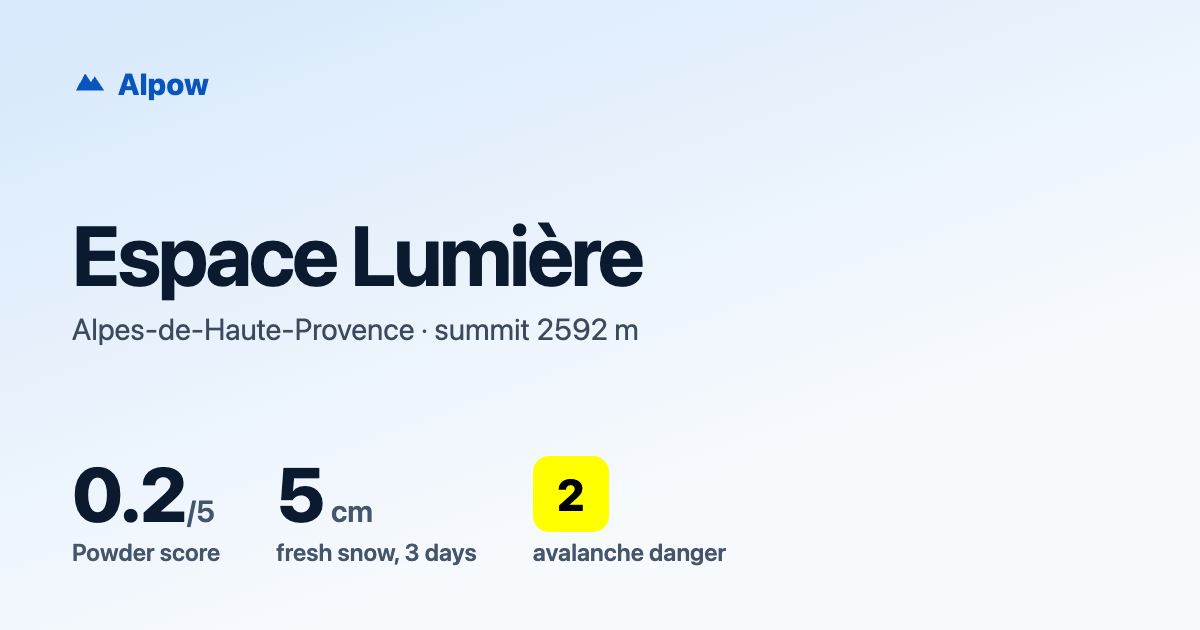 Alpow
Espace Lumière
Alpes-de-Haute-Provence · summit 2592 m
0.2/5
Powder score
5 cm
fresh snow, 3 days
2
avalanche danger